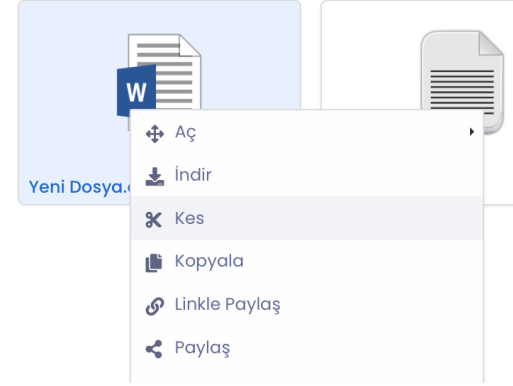 W
Yeni Dosya.
Aç
İndir
Kes
Kopyala
Linkle Paylaş
Paylaş